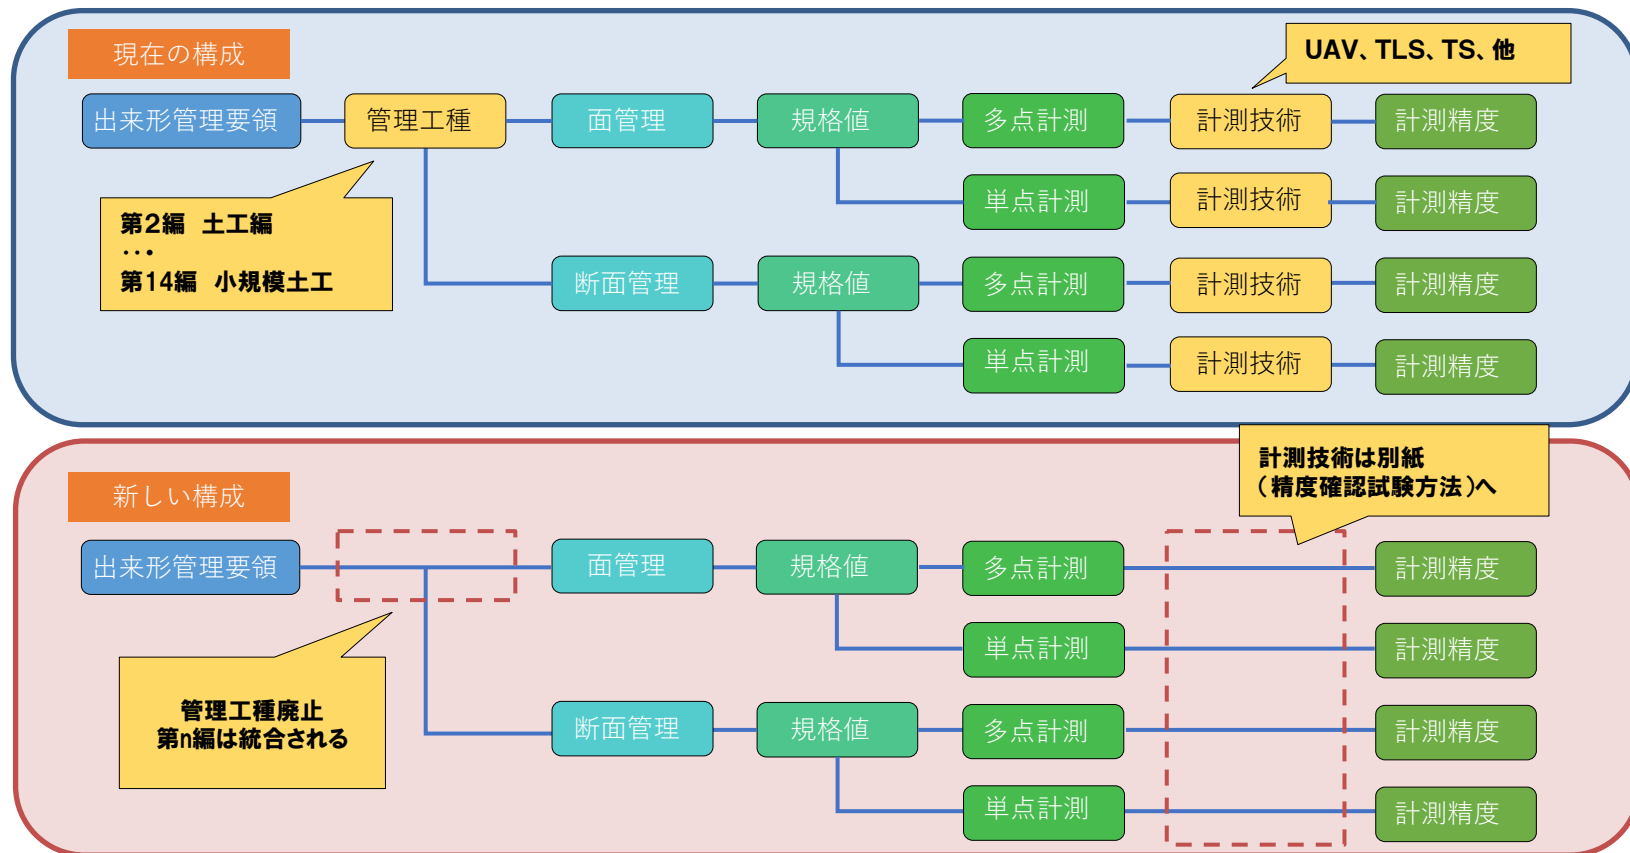 現在の構成
UAV、TLS、TS、他
出来形管理要領
管理工種
面管理
規格値
多点計測
計測技術
計測精度
単点計測
計測技術
計測精度
第2編 土工編
･･･
第14編 小規模土工
断面管理
規格値
多点計測
計測技術
計測精度
単点計測
計測技術
計測精度
新しい構成
計測技術は別紙
（精度確認試験方法）へ
出来形管理要領
面管理
規格値
多点計測
計測精度
単点計測
計測精度
管理工種廃止
第n編は統合される
断面管理
規格値
多点計測
計測精度
単点計測
計測精度